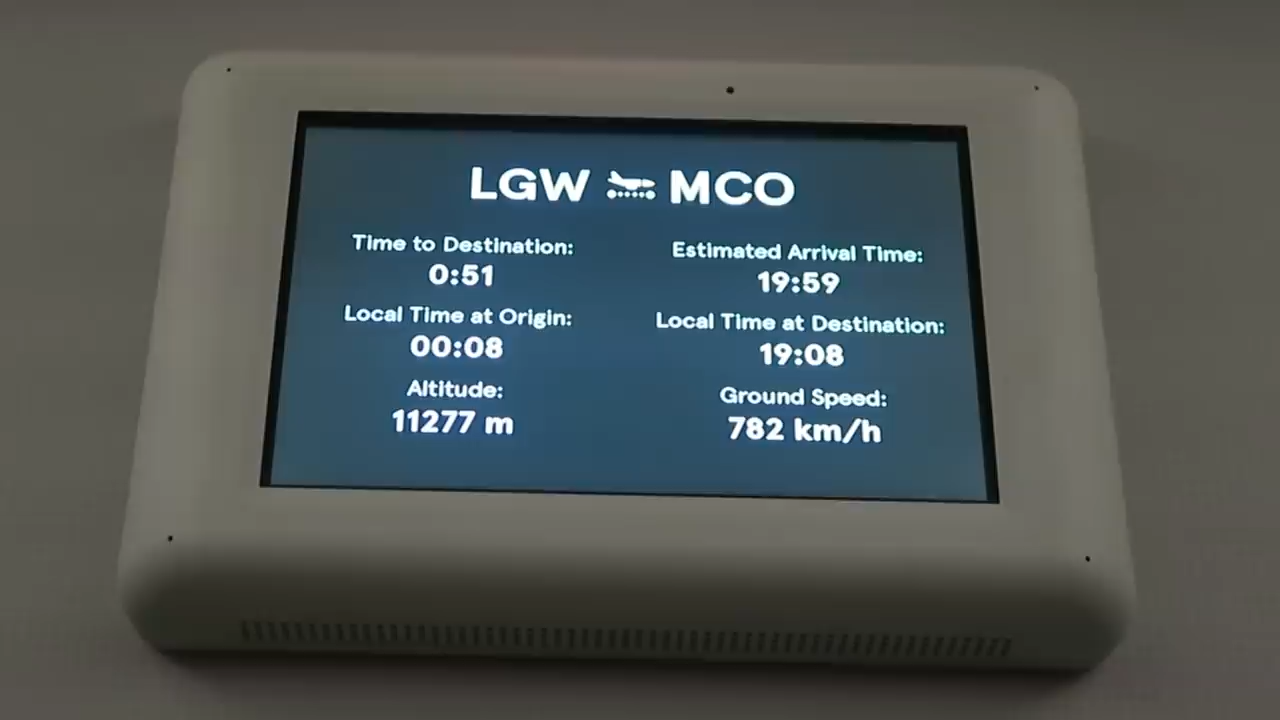 LGW MCO
Time to Destination:
0:51
Estimated Arrival Time:
19:59
Local Time at Origin:
00:08
Local Time at Destination:
19:08
Altitude:
11277 m
Ground Speed:
782 km/h